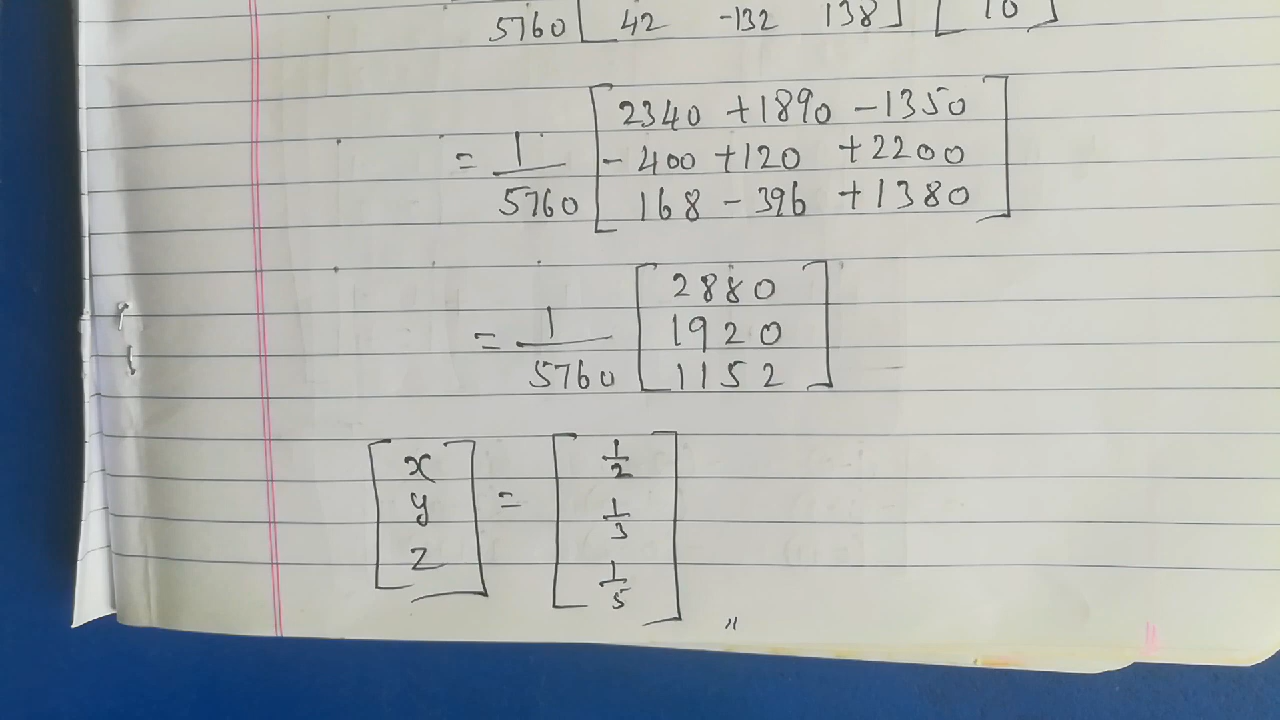 5760 [ 42 -132 138 ] [ 10 ]
= 1/5760 [ 2340 +1890 -1350
- 400 +120 +2200
168 - 396 +1380 ]
= 1/5760 [ 2880
1920
1152 ]
[ x y z ] = [ 1/2 1/3 1/5 ] "